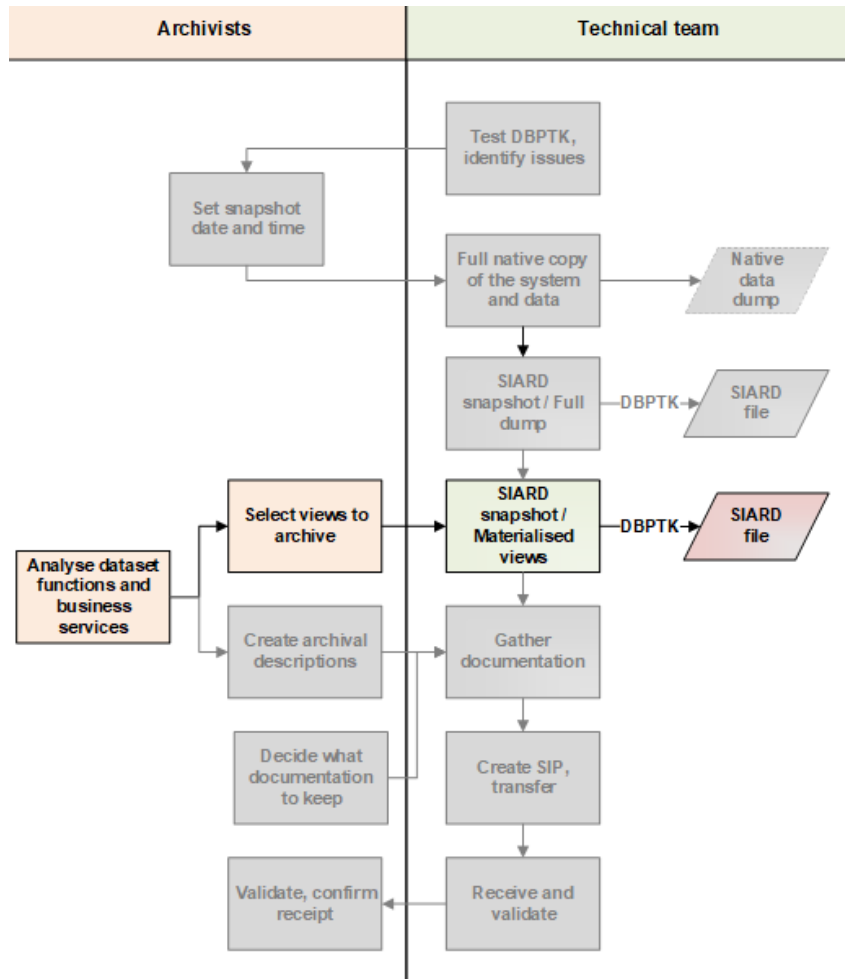 Archivists
Technical team
Test DBPTK,
identify issues
Set snapshot
date and time
Full native copy
of the system
and data
Native
data
dump
SIARD
snapshot / Full
dump
DBPTK
SIARD
file
Select views to
archive
SIARD
snapshot /
Materialised
views
DBPTK
SIARD
file
Analyse dataset
functions and
business
services
Create archival
descriptions
Gather
documentation
Decide what
documentation
to keep
Create SIP,
transfer
Validate, confirm
receipt
Receive and
validate